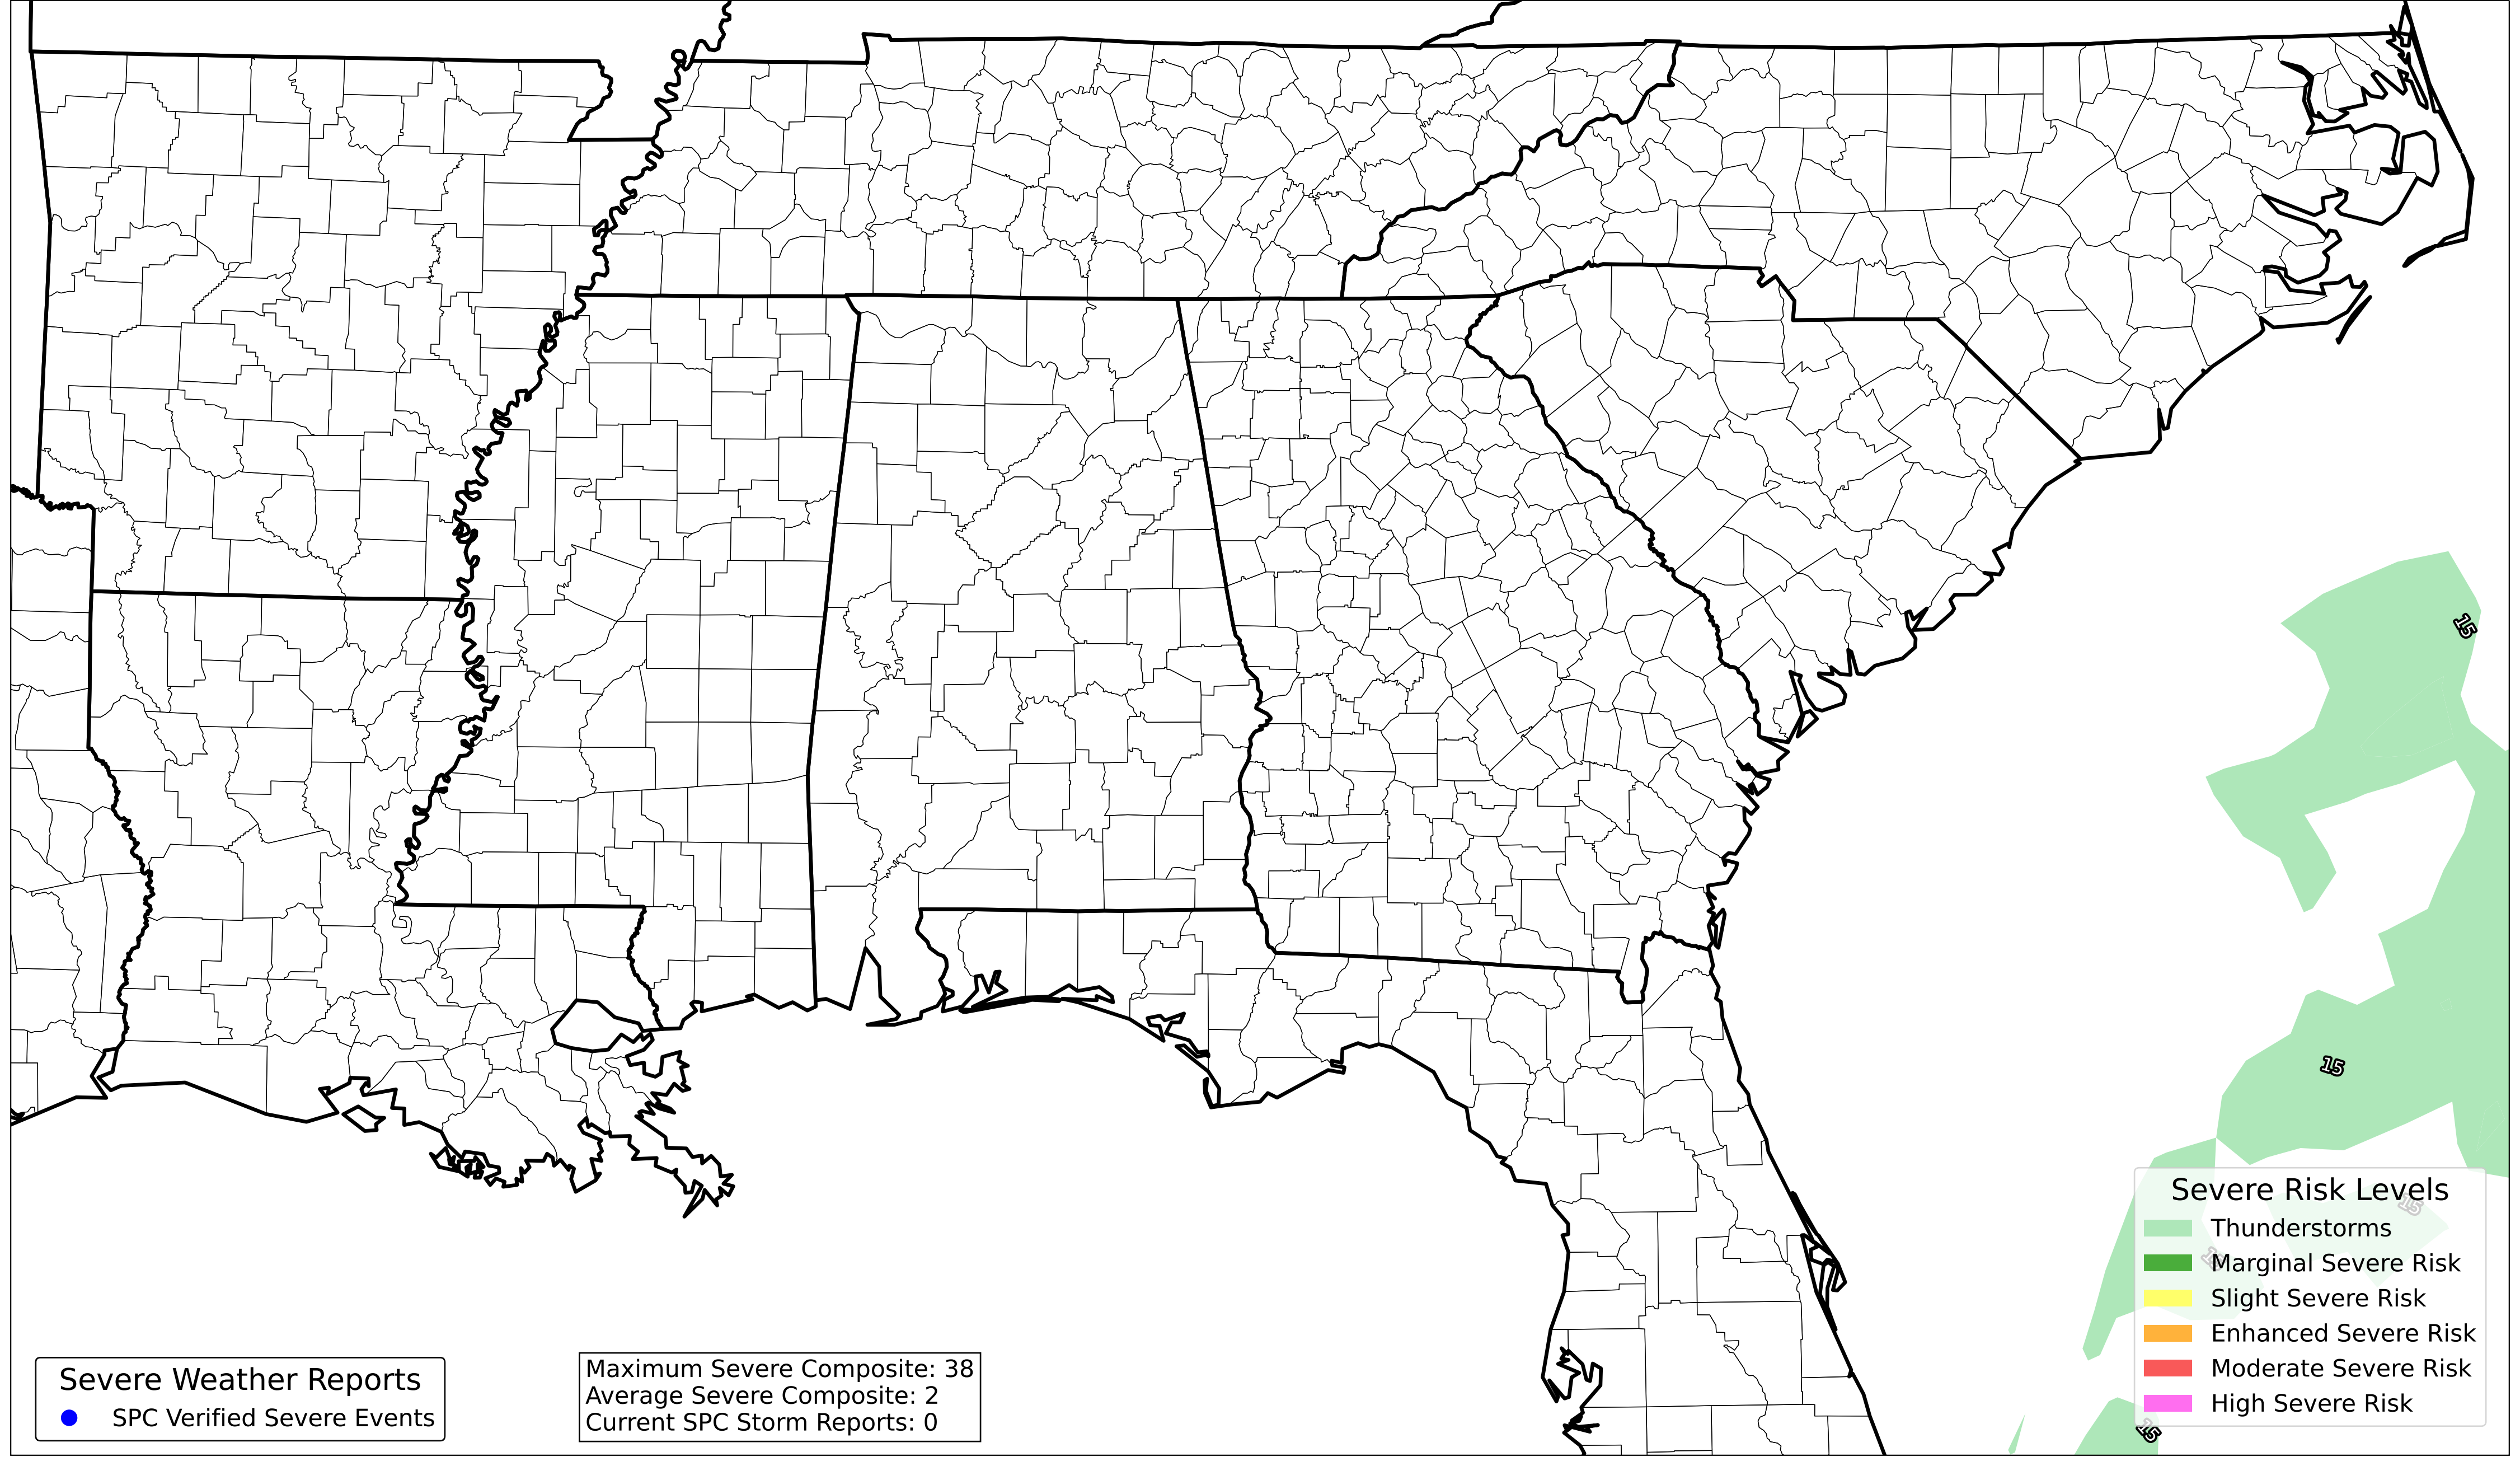 15
15
Severe Risk Levels
15
Thunderstorms
Marginal Severe Risk
Slight Severe Risk
Enhanced Severe Risk
Moderate Severe Risk
High Severe Risk
15
Severe Weather Reports
SPC Verified Severe Events
Maximum Severe Composite: 38
Average Severe Composite: 2
Current SPC Storm Reports: 0